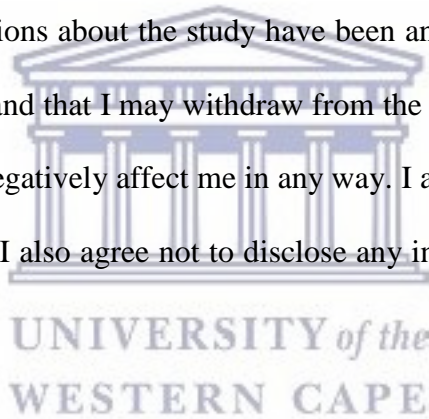 ions about the study have been an
and that I may withdraw from the
egatively affect me in any way. I a
I also agree not to disclose any in
UNIVERSITY of the
WESTERN CAPE